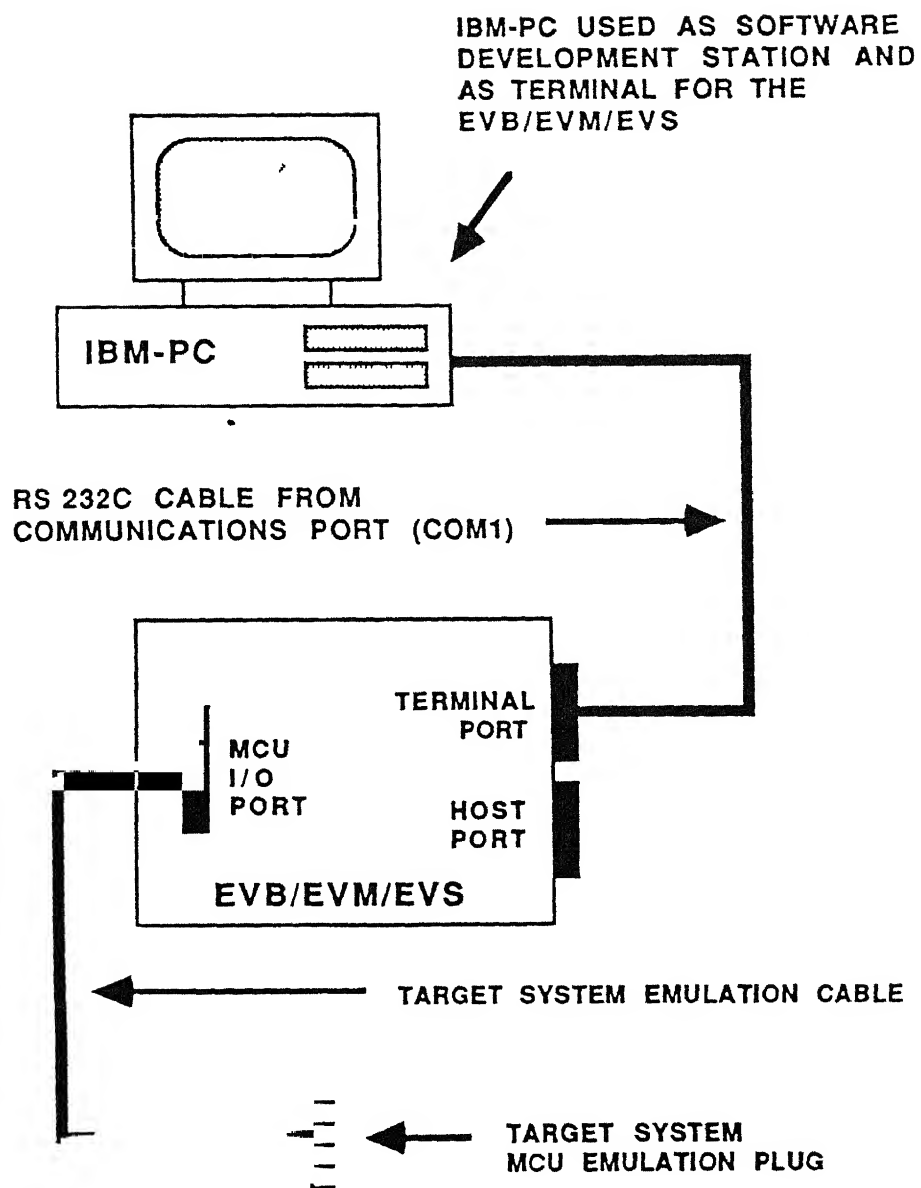 IBM-PC USED AS SOFTWARE
DEVELOPMENT STATION AND
AS TERMINAL FOR THE
EVB/EVM/EVS
IBM-PC
RS 232C CABLE FROM
COMMUNICATIONS PORT (COM1)
TERMINAL
PORT
MCU
I/O
PORT
HOST
PORT
EVB/EVM/EVS
TARGET SYSTEM EMULATION CABLE
TARGET SYSTEM
MCU EMULATION PLUG